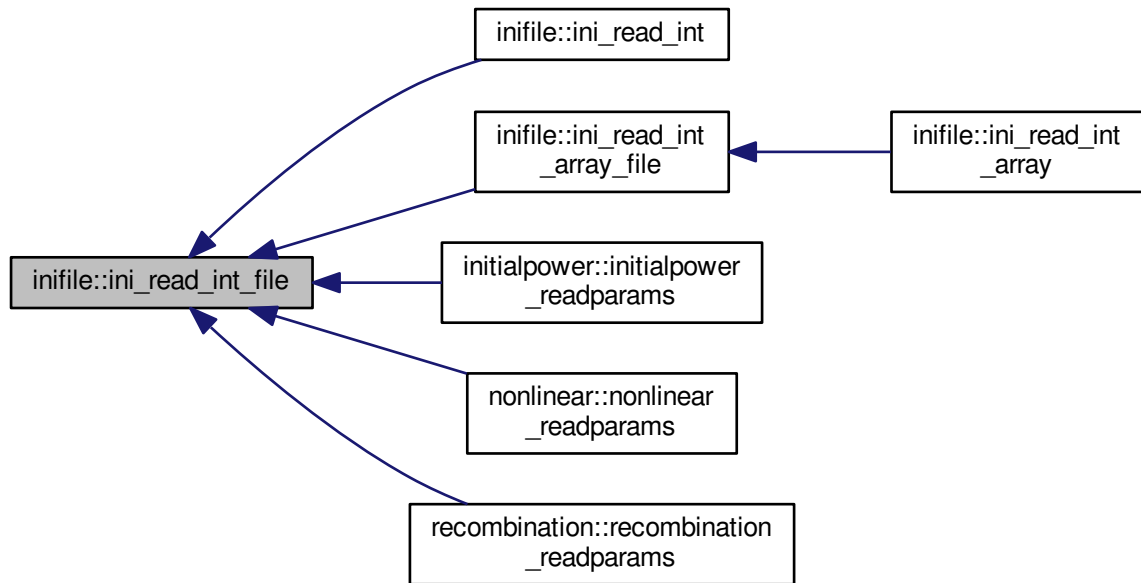 inifile::ini_read_int
inifile::ini_read_int
_array_file
inifile::ini_read_int
_array
inifile::ini_read_int_file
initialpower::initialpower
_readparams
nonlinear::nonlinear
_readparams
recombination::recombination
_readparams